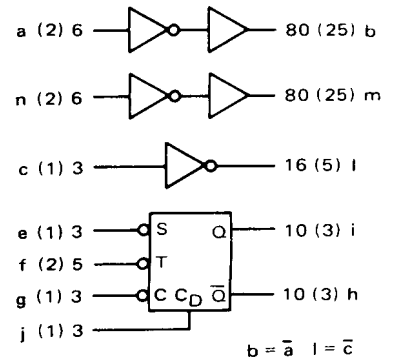 a (2) 6 80 (25) b
n (2) 6 80 (25) m
c (1) 3 16 (5) l
e (1) 3 S Q 10 (3) i
f (2) 5 T
g (1) 3 C C_D Q̅ 10 (3) h
j (1) 3
b = a̅ l = c̅